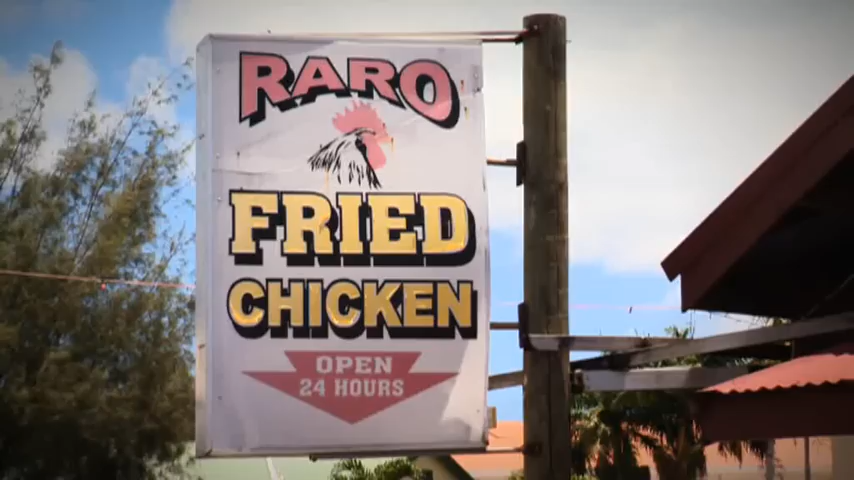 RARO
FRIED
CHICKEN
OPEN
24 HOURS